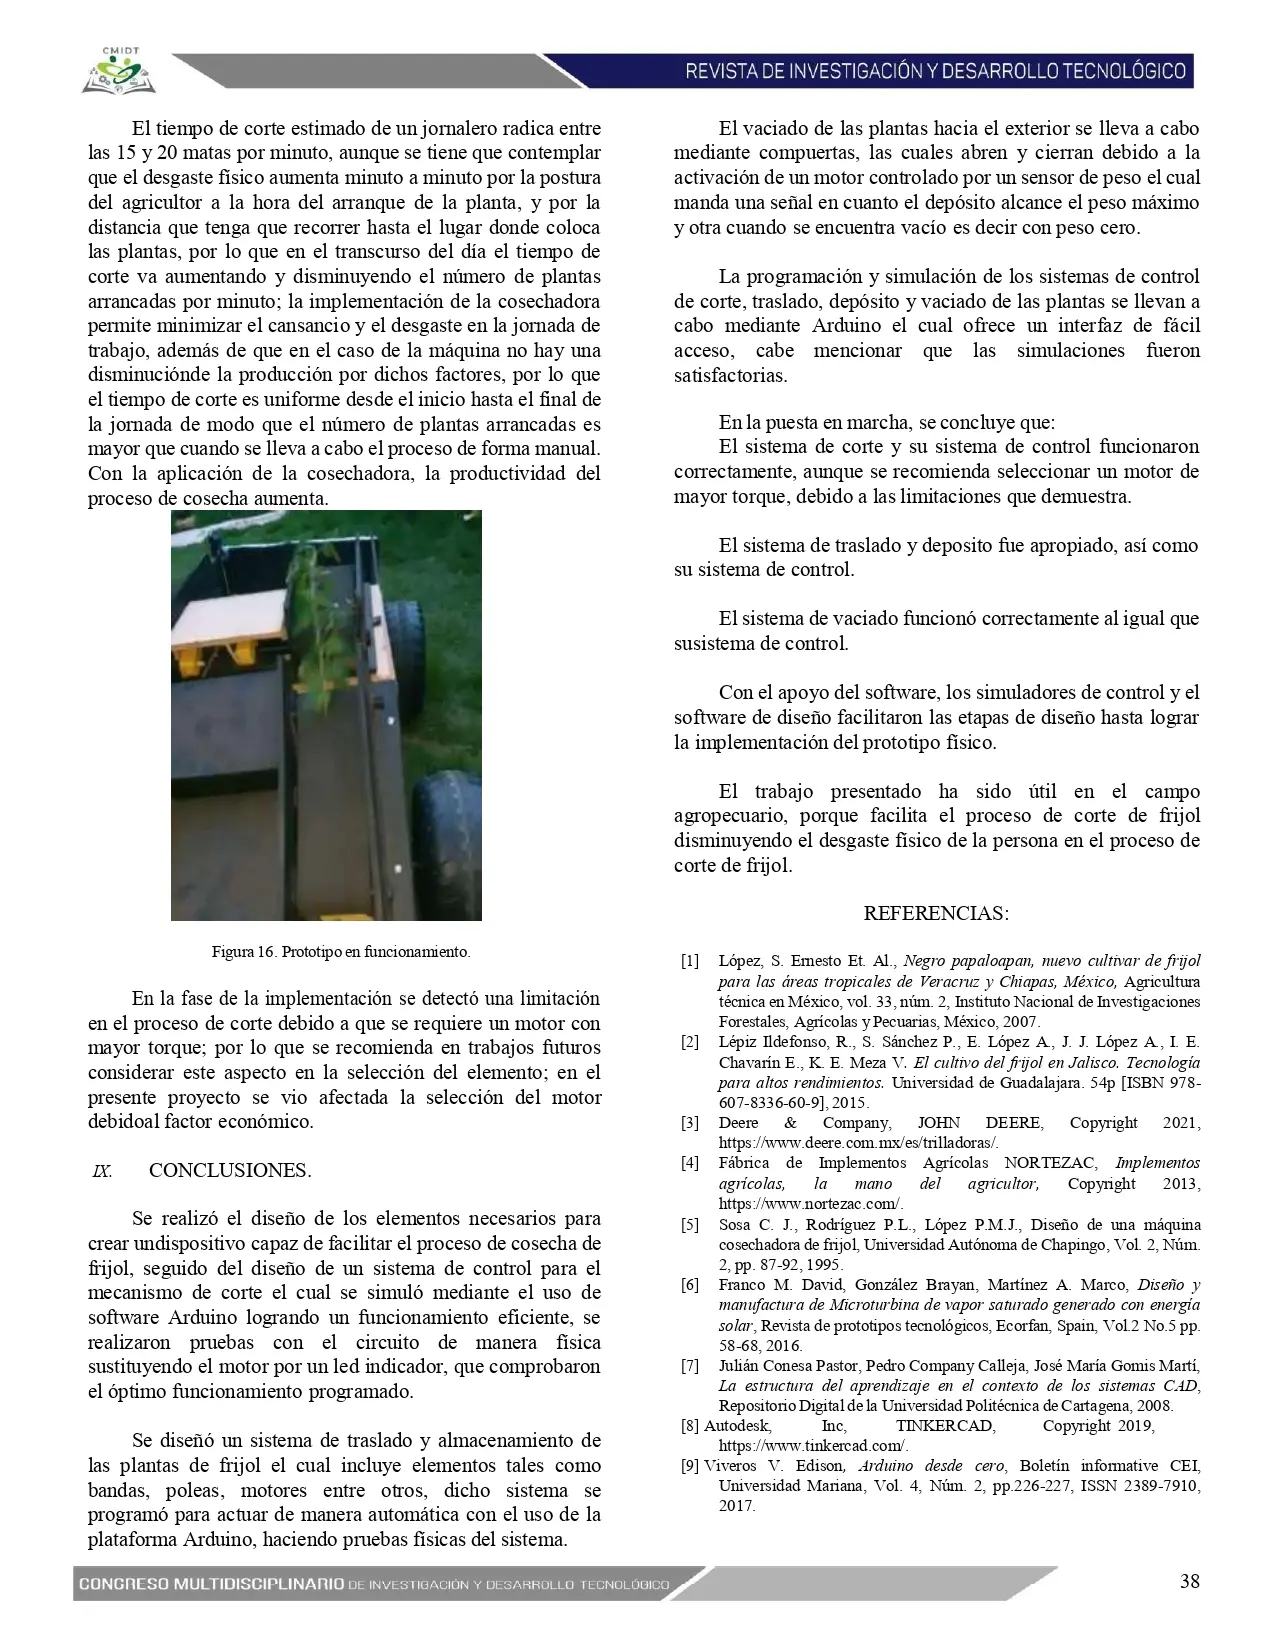 CMIDT
REVISTA DE INVESTIGACIÓN Y DESARROLLO TECNOLÓGICO
El tiempo de corte estimado de un jornalero radica entre
las 15 y 20 matas por minuto, aunque se tiene que contemplar
que el desgaste físico aumenta minuto a minuto por la postura
del agricultor a la hora del arranque de la planta, y por la
distancia que tenga que recorrer hasta el lugar donde coloca
las plantas, por lo que en el transcurso del día el tiempo de
corte va aumentando y disminuyendo el número de plantas
arrancadas por minuto; la implementación de la cosechadora
permite minimizar el cansancio y el desgaste en la jornada de
trabajo, además de que en el caso de la máquina no hay una
disminuciónde la producción por dichos factores, por lo que
el tiempo de corte es uniforme desde el inicio hasta el final de
la jornada de modo que el número de plantas arrancadas es
mayor que cuando se lleva a cabo el proceso de forma manual.
Con la aplicación de la cosechadora, la productividad del
proceso de cosecha aumenta.
Figura 16. Prototipo en funcionamiento.
En la fase de la implementación se detectó una limitación
en el proceso de corte debido a que se requiere un motor con
mayor torque; por lo que se recomienda en trabajos futuros
considerar este aspecto en la selección del elemento; en el
presente proyecto se vio afectada la selección del motor
debidoal factor económico.
IX. CONCLUSIONES.
Se realizó el diseño de los elementos necesarios para
crear undispositivo capaz de facilitar el proceso de cosecha de
frijol, seguido del diseño de un sistema de control para el
mecanismo de corte el cual se simuló mediante el uso de
software Arduino logrando un funcionamiento eficiente, se
realizaron pruebas con el circuito de manera física
sustituyendo el motor por un led indicador, que comprobaron
el óptimo funcionamiento programado.
Se diseñó un sistema de traslado y almacenamiento de
las plantas de frijol el cual incluye elementos tales como
bandas, poleas, motores entre otros, dicho sistema se
programó para actuar de manera automática con el uso de la
plataforma Arduino, haciendo pruebas físicas del sistema.
El vaciado de las plantas hacia el exterior se lleva a cabo
mediante compuertas, las cuales abren y cierran debido a la
activación de un motor controlado por un sensor de peso el cual
manda una señal en cuanto el depósito alcance el peso máximo
y otra cuando se encuentra vacío es decir con peso cero.
La programación y simulación de los sistemas de control
de corte, traslado, depósito y vaciado de las plantas se llevan a
cabo mediante Arduino el cual ofrece un interfaz de fácil
acceso, cabe mencionar que las simulaciones fueron
satisfactorias.
En la puesta en marcha, se concluye que:
El sistema de corte y su sistema de control funcionaron
correctamente, aunque se recomienda seleccionar un motor de
mayor torque, debido a las limitaciones que demuestra.
El sistema de traslado y deposito fue apropiado, así como
su sistema de control.
El sistema de vaciado funcionó correctamente al igual que
susistema de control.
Con el apoyo del software, los simuladores de control y el
software de diseño facilitaron las etapas de diseño hasta lograr
la implementación del prototipo físico.
El trabajo presentado ha sido útil en el campo
agropecuario, porque facilita el proceso de corte de frijol
disminuyendo el desgaste físico de la persona en el proceso de
corte de frijol.
REFERENCIAS:
[1] López, S. Ernesto Et. Al., Negro papaloapan, nuevo cultivar de frijol
para las áreas tropicales de Veracruz y Chiapas, México, Agricultura
técnica en México, vol. 33, núm. 2, Instituto Nacional de Investigaciones
Forestales, Agrícolas y Pecuarias, México, 2007.
[2] Lépiz Ildefonso, R., S. Sánchez P., E. López A., J. J. López A., I. E.
Chavarín E., K. E. Meza V. El cultivo del frijol en Jalisco. Tecnología
para altos rendimientos. Universidad de Guadalajara. 54p [ISBN 978-
607-8336-60-9], 2015.
[3] Deere & Company, JOHN DEERE, Copyright 2021,
https://www.deere.com.mx/es/trilladoras/.
[4] Fábrica de Implementos Agrícolas NORTEZAC, Implementos
agrícolas, la mano del agricultor, Copyright 2013,
https://www.nortezac.com/.
[5] Sosa C. J., Rodríguez P.L., López P.M.J., Diseño de una máquina
cosechadora de frijol, Universidad Autónoma de Chapingo, Vol. 2, Núm.
2, pp. 87-92, 1995.
[6] Franco M. David, González Brayan, Martínez A. Marco, Diseño y
manufactura de Microturbina de vapor saturado generado con energía
solar, Revista de prototipos tecnológicos, Ecorfan, Spain, Vol.2 No.5 pp.
58-68, 2016.
[7] Julián Conesa Pastor, Pedro Company Calleja, José María Gomis Martí,
La estructura del aprendizaje en el contexto de los sistemas CAD,
Repositorio Digital de la Universidad Politécnica de Cartagena, 2008.
[8] Autodesk, Inc, TINKERCAD, Copyright 2019,
https://www.tinkercad.com/.
[9] Viveros V. Edison, Arduino desde cero, Boletín informative CEI,
Universidad Mariana, Vol. 4, Núm. 2, pp.226-227, ISSN 2389-7910,
2017.
CONGRESO MULTIDISCIPLINARIO DE INVESTIGACIÓN Y DESARROLLO TECNOLÓGICO
38